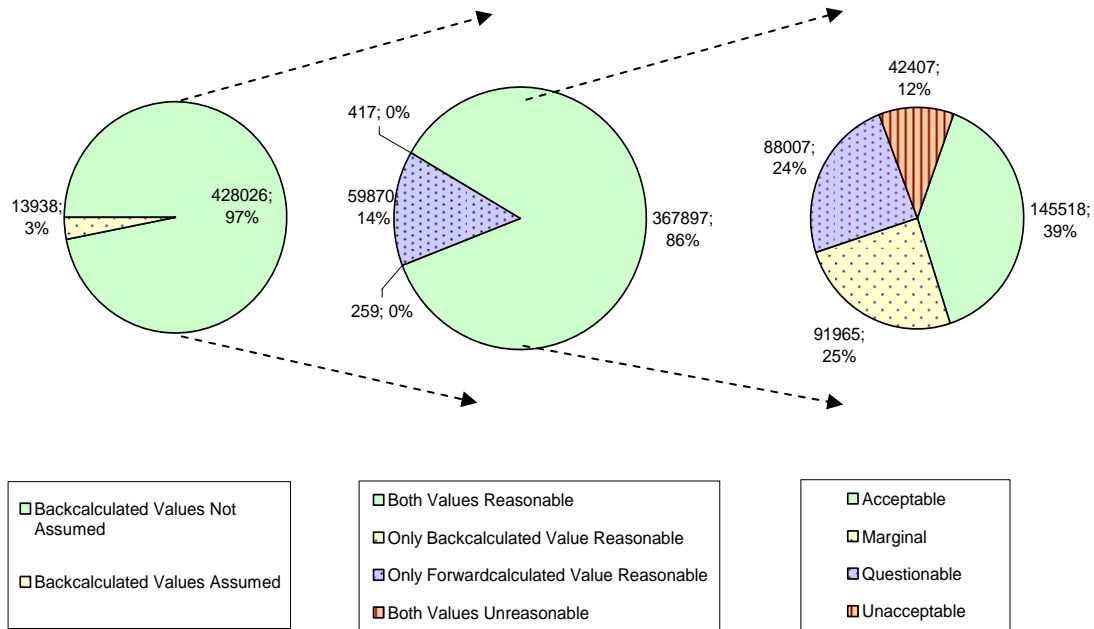 13938;
3%
428026;
97%
417; 0%
59870;
14%
259; 0%
367897;
86%
42407;
12%
88007;
24%
145518;
39%
91965;
25%
Backcalculated Values Not
Assumed
Backcalculated Values Assumed
Both Values Reasonable
Only Backcalculated Value Reasonable
Only Forwardcalculated Value Reasonable
Both Values Unreasonable
Acceptable
Marginal
Questionable
Unacceptable